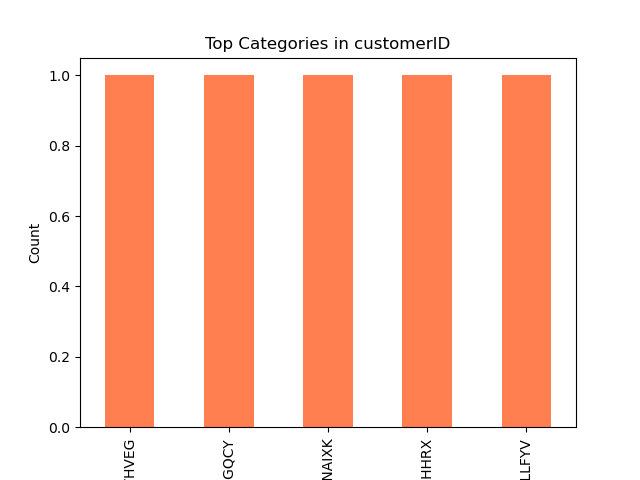 Top Categories in customerID
Count
1.0
0.8
0.6
0.4
0.2
0.0
HVEG
GQCY
NAIXK
HHRX
LLFYV